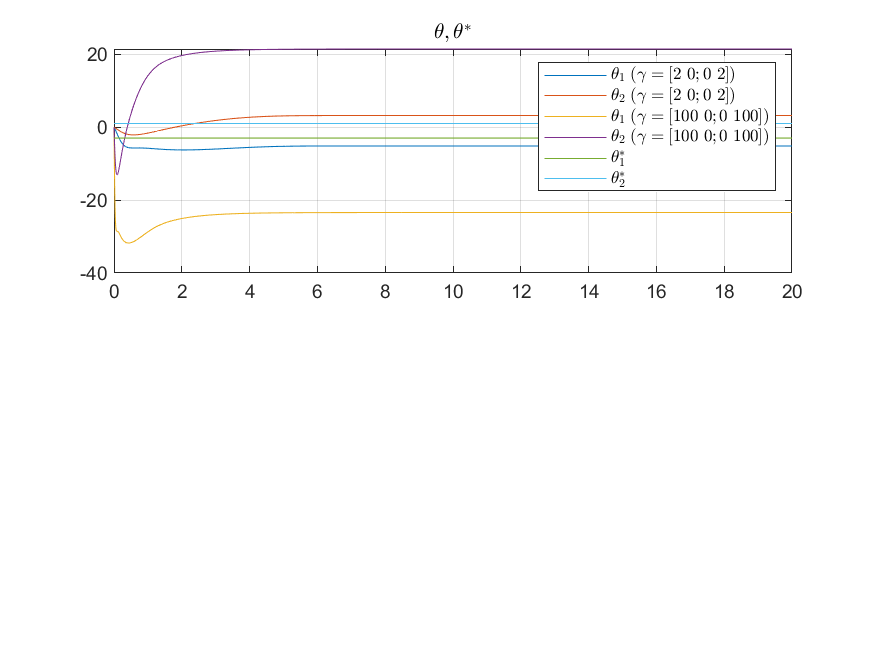 θ, θ*
20
0
-20
-40
0 2 4 6 8 10 12 14 16 18 20
θ₁ (γ = [2 0; 0 2])
θ₂ (γ = [2 0; 0 2])
θ₁ (γ = [100 0; 0 100])
θ₂ (γ = [100 0; 0 100])
θ₁*
θ₂*